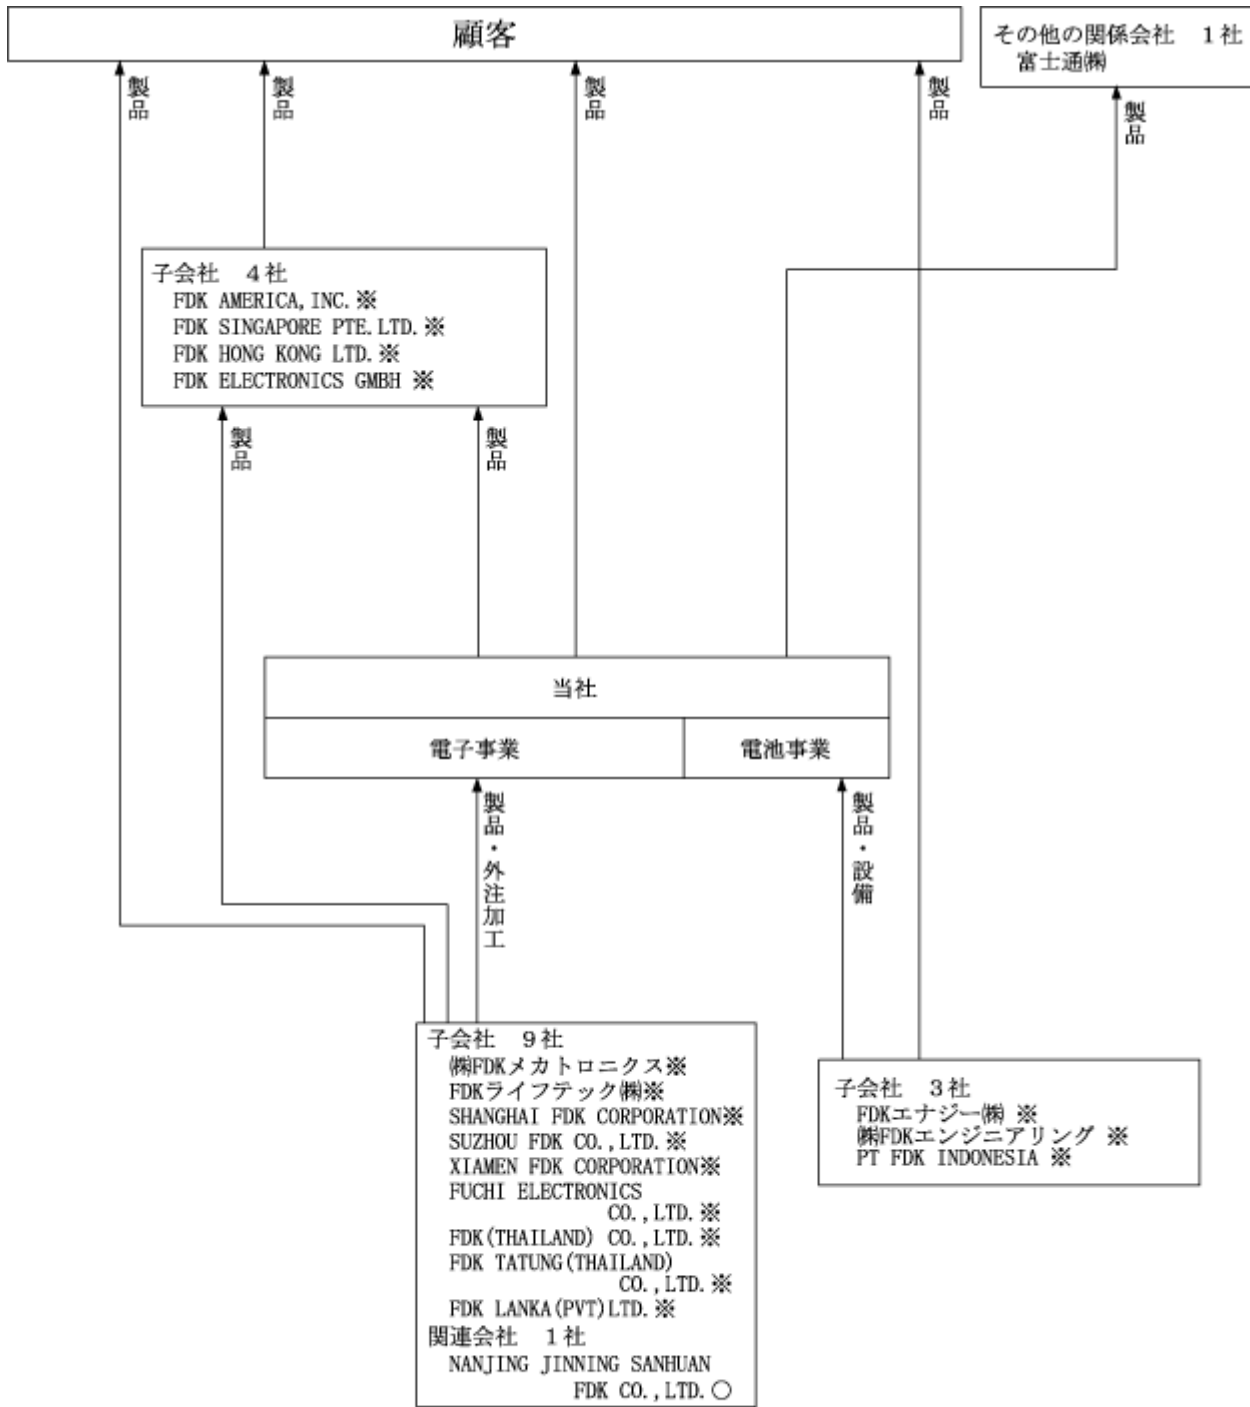 顧客
その他の関係会社　１社
富士通㈱
製品
製品
製品
製品
製品
子会社　４社
FDK AMERICA,INC.※
FDK SINGAPORE PTE.LTD.※
FDK HONG KONG LTD.※
FDK ELECTRONICS GMBH ※
製品
製品
当社
電子事業
電池事業
製品・外注加工
製品・設備
子会社　９社
㈱FDKメカトロニクス※
FDKライフテック㈱※
SHANGHAI FDK CORPORATION※
SUZHOU FDK CO.,LTD.※
XIAMEN FDK CORPORATION※
FUCHI ELECTRONICS
CO.,LTD.※
FDK(THAILAND) CO.,LTD.※
FDK TATUNG(THAILAND)
CO.,LTD.※
FDK LANKA(PVT)LTD.※
関連会社　１社
NANJING JINNING SANHUAN
FDK CO.,LTD.○
子会社　３社
FDKエナジー㈱ ※
㈱FDKエンジニアリング ※
PT FDK INDONESIA ※